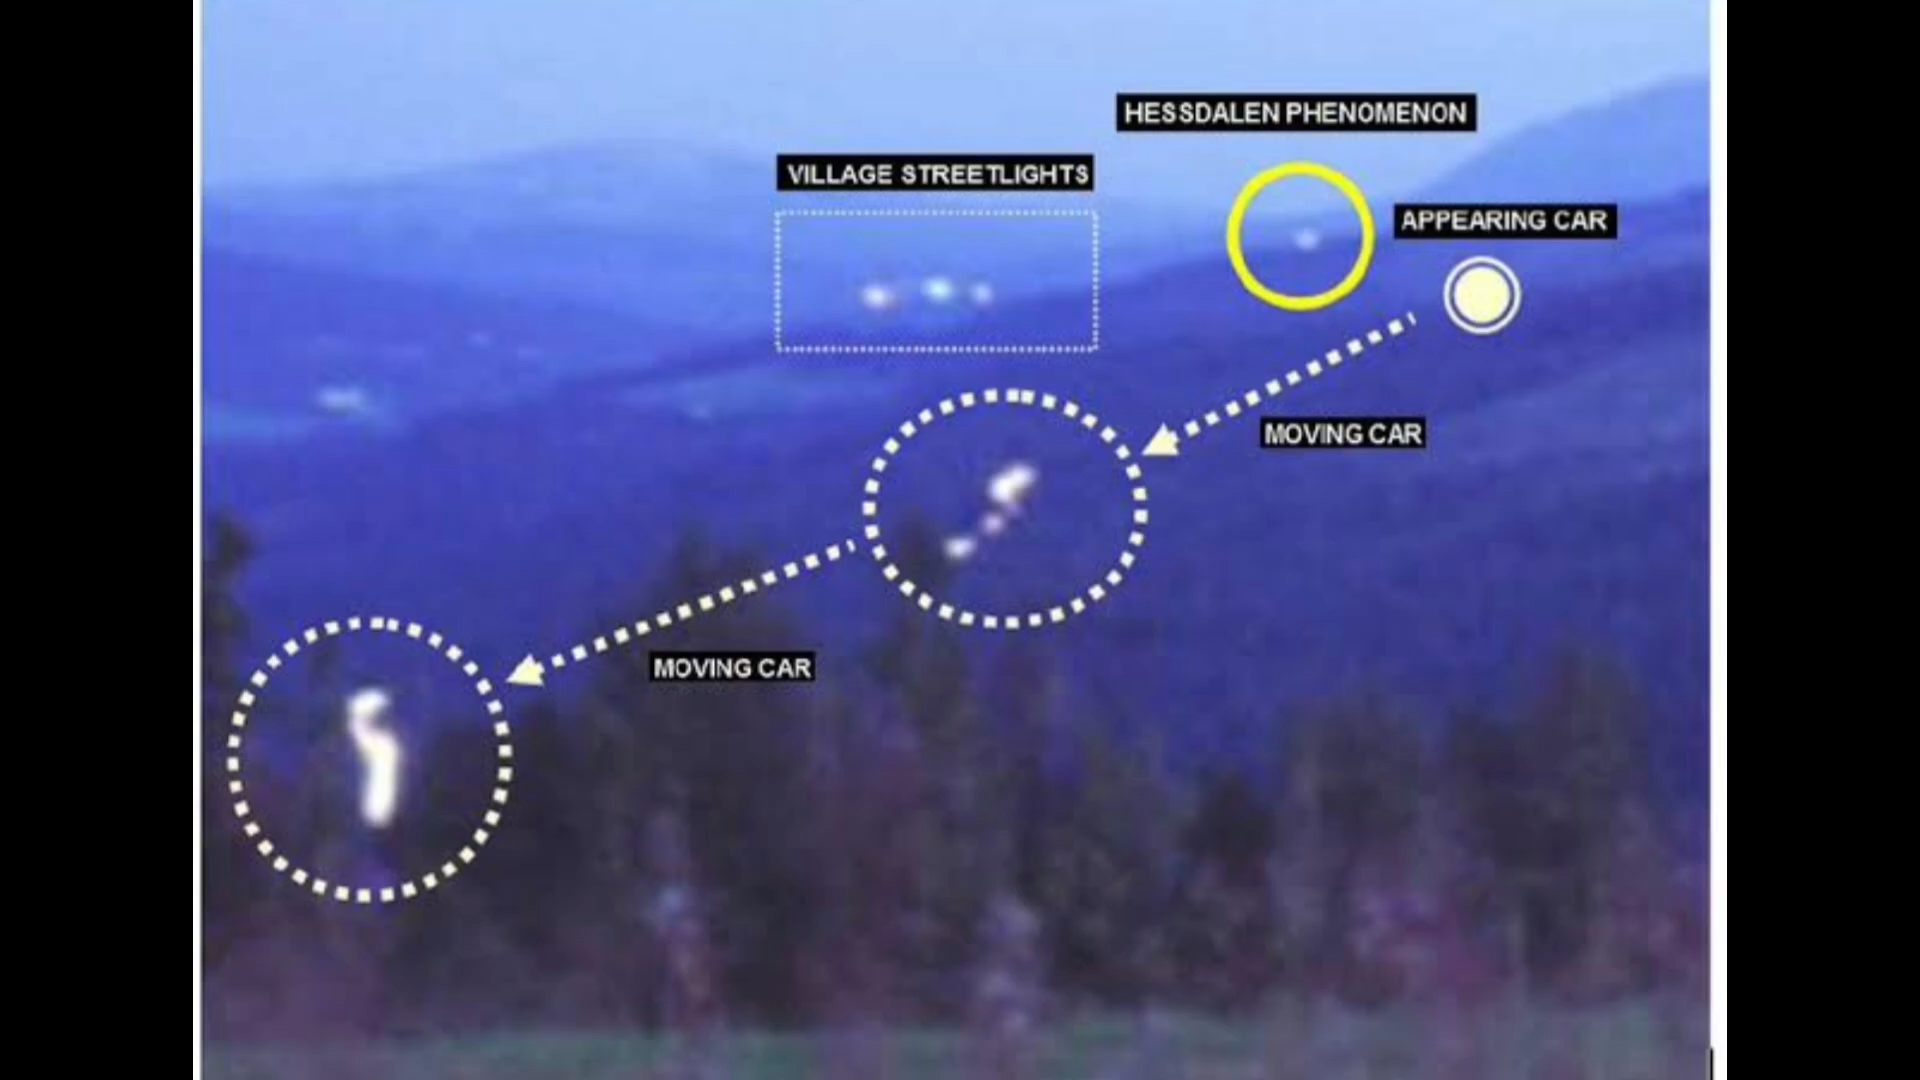 HESSDALEN PHENOMENON
VILLAGE STREETLIGHTS
APPEARING CAR
MOVING CAR
MOVING CAR